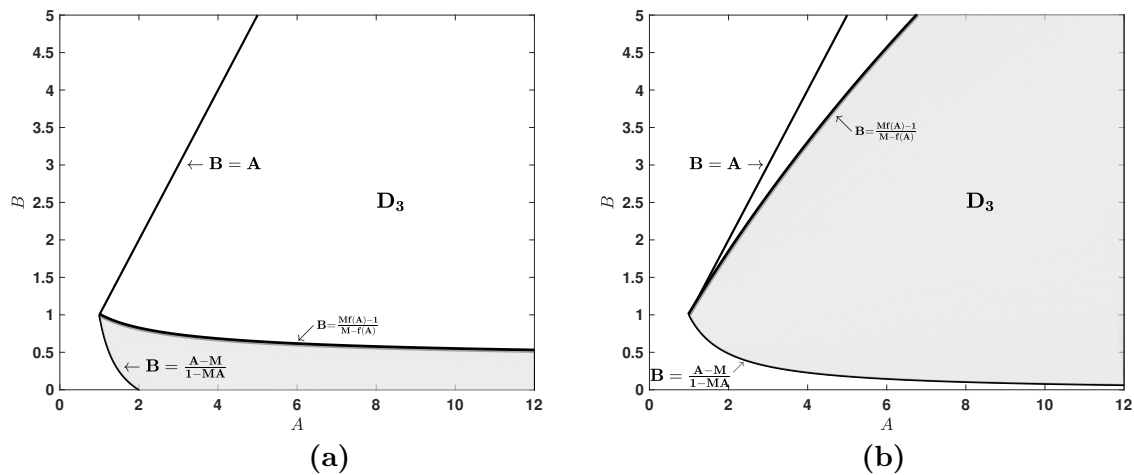 5
4.5
4
3.5
3
2.5
2
1.5
1
0.5
0
B
0 2 4 6 8 10 12
A
← B = A
D₃
B=Mf(A)−1/M−f(A)
← B = A−M/1−MA
(a)
5
4.5
4
3.5
3
2.5
2
1.5
1
0.5
0
B
0 2 4 6 8 10 12
A
B=Mf(A)−1/M−f(A)
B = A →
D₃
B = A−M/1−MA
(b)